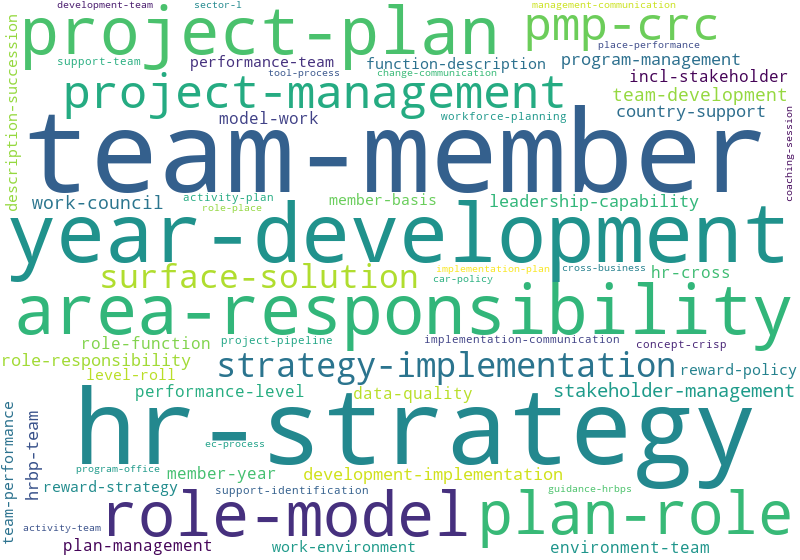 development-team
sector-l
management-communication
project-plan
pmp-crc
place-performance
support-team
performance-team
function-description
program-management
tool-process
change-communication
incl-stakeholder
project-management
team-development
description-succession
model-work
workforce-planning
country-support
coaching-session
team-member
work-council
activity-plan
role-place
member-basis
leadership-capability
year-development
surface-solution
implementation-plan
cross-business
car-policy
hr-cross
area-responsibility
role-function
project-pipeline
implementation-communication
concept-crisp
role-responsibility
level-roll
strategy-implementation
reward-policy
performance-level
data-quality
stakeholder-management
hr-strategy
ec-process
team-performance
hrbp-team
program-office
member-year
development-implementation
reward-strategy
support-identification
guidance-hrbps
role-model
plan-role
activity-team
plan-management
work-environment
environment-team